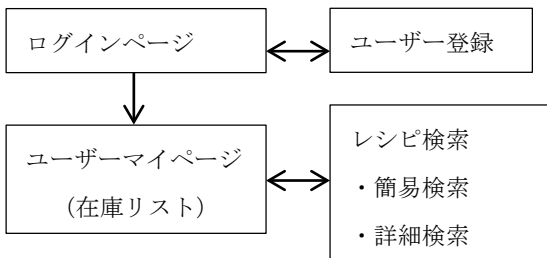 ログインページ
ユーザー登録
ユーザーマイページ
（在庫リスト）
レシピ検索
・簡易検索
・詳細検索